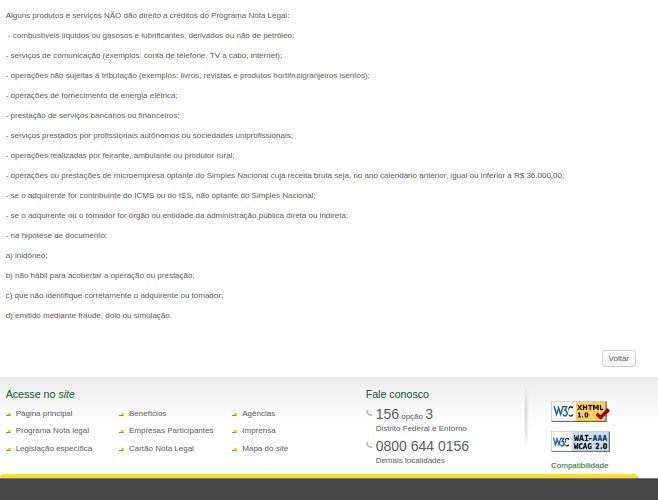 Alguns produtos e serviços NÃO dão direito a créditos do Programa Nota Legal:
- combustíveis líquidos ou gasosos e lubrificantes, derivados ou não de petróleo;
- serviços de comunicação (exemplos: conta de telefone, TV a cabo, internet);
- operações não sujeitas à tributação (exemplos: livros, revistas e produtos hortifrutigranjeiros isentos);
- operações de fornecimento de energia elétrica;
- prestação de serviços bancários ou financeiros;
- serviços prestados por profissionais autônomos ou sociedades uniprofissionais;
- operações realizadas por feirante, ambulante ou produtor rural;
- operações ou prestações de microempresa optante do Simples Nacional cuja receita bruta seja, no ano calendário anterior, igual ou inferior a R$ 36.000,00;
- se o adquirente for contribuinte do ICMS ou do ISS, não optante do Simples Nacional;
- se o adquirente ou o tomador for órgão ou entidade da administração pública direta ou indireta;
- na hipótese de documento:
a) inidôneo;
b) não hábil para acobertar a operação ou prestação;
c) que não identifique corretamente o adquirente ou tomador;
d) emitido mediante fraude, dolo ou simulação.
Voltar
Acesse no site
Página principal
Programa Nota legal
Legislação específica
Benefícios
Empresas Participantes
Cartão Nota Legal
Agências
Imprensa
Mapa do site
Fale conosco
156 opção 3
Distrito Federal e Entorno
0800 644 0156
Demais localidades
W3C XHTML 1.0
W3C WAI-AAA WCAG 2.0
Compatibilidade